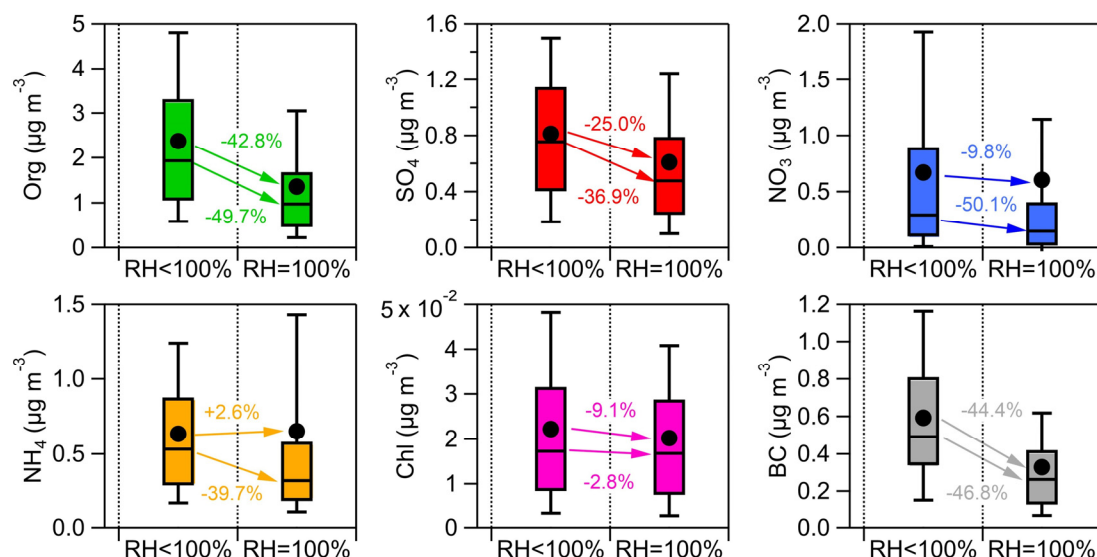 Org (µg m⁻³)
5
4
3
2
1
0
-42.8%
-49.7%
RH<100%
RH=100%
SO₄ (µg m⁻³)
1.6
1.2
0.8
0.4
0.0
-25.0%
-36.9%
RH<100%
RH=100%
NO₃ (µg m⁻³)
2.0
1.5
1.0
0.5
0.0
-9.8%
-50.1%
RH<100%
RH=100%
NH₄ (µg m⁻³)
1.5
1.0
0.5
0.0
+2.6%
-39.7%
RH<100%
RH=100%
Chl (µg m⁻³)
5 x 10⁻²
4
3
2
1
0
-9.1%
-2.8%
RH<100%
RH=100%
BC (µg m⁻³)
1.2
1.0
0.8
0.6
0.4
0.2
0.0
-44.4%
-46.8%
RH<100%
RH=100%